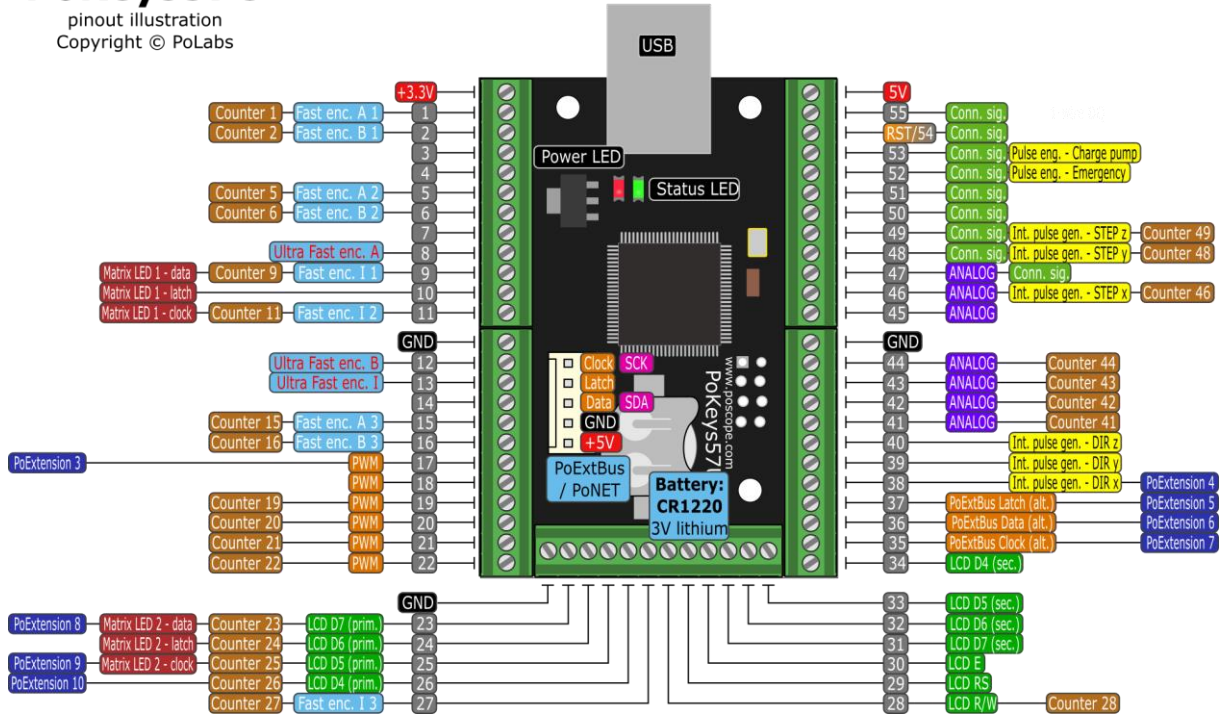 pinout illustration
Copyright © PoLabs
USB
+3.3V
Counter 1 Fast enc. A 1 1
Counter 2 Fast enc. B 1 2
3
4
Counter 5 Fast enc. A 2 5
Counter 6 Fast enc. B 2 6
7
Ultra Fast enc. A 8
Matrix LED 1 - data Counter 9 Fast enc. I 1 9
Matrix LED 1 - latch 10
Matrix LED 1 - clock Counter 11 Fast enc. I 2 11
GND
Ultra Fast enc. B 12
Ultra Fast enc. I 13
14
Counter 15 Fast enc. A 3 15
Counter 16 Fast enc. B 3 16
PoExtension 3 PWM 17
PWM 18
Counter 19 PWM 19
Counter 20 PWM 20
Counter 21 PWM 21
Counter 22 PWM 22
GND
PoExtension 8 Matrix LED 2 - data Counter 23 LCD D7 (prim.) 23
Matrix LED 2 - latch Counter 24 LCD D6 (prim.) 24
PoExtension 9 Matrix LED 2 - clock Counter 25 LCD D5 (prim.) 25
PoExtension 10 Counter 26 LCD D4 (prim.) 26
Counter 27 Fast enc. I 3 27
Power LED
Status LED
Clock SCK
Latch
Data SDA
GND
+5V
PoExtBus
/ PoNET
Battery:
CR1220
3V lithium
www.poscope.com
5V
55 Conn. sig.
RST/54 Conn. sig.
53 Conn. sig. Pulse eng. - Charge pump
52 Conn. sig. Pulse eng. - Emergency
51 Conn. sig.
50 Conn. sig.
49 Conn. sig. Int. pulse gen. - STEP z Counter 49
48 Conn. sig. Int. pulse gen. - STEP y Counter 48
47 ANALOG Conn. sig.
46 ANALOG Int. pulse gen. - STEP x Counter 46
45 ANALOG
GND
44 ANALOG Counter 44
43 ANALOG Counter 43
42 ANALOG Counter 42
41 ANALOG Counter 41
40 Int. pulse gen. - DIR z
39 Int. pulse gen. - DIR y
38 Int. pulse gen. - DIR x PoExtension 4
37 PoExtBus Latch (alt.) PoExtension 5
36 PoExtBus Data (alt.) PoExtension 6
35 PoExtBus Clock (alt.) PoExtension 7
34 LCD D4 (sec.)
33 LCD D5 (sec.)
32 LCD D6 (sec.)
31 LCD D7 (sec.)
30 LCD E
29 LCD RS
28 LCD R/W Counter 28